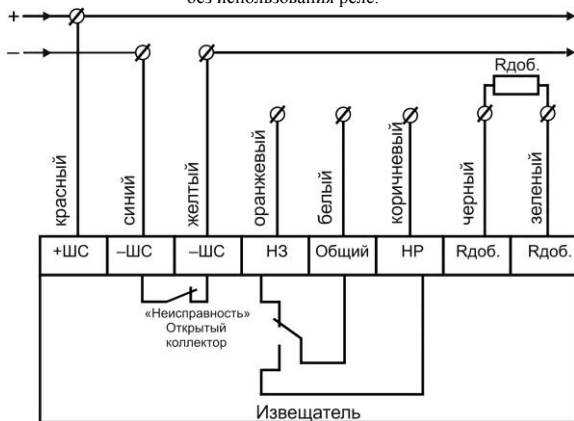 без использования реле.
+
–
Rдоб.
красный
синий
желтый
оранжевый
белый
коричневый
черный
зеленый
+ШС
–ШС
–ШС
НЗ
Общий
НР
Rдоб.
Rдоб.
«Неисправность»
Открытый
коллектор
Извещатель